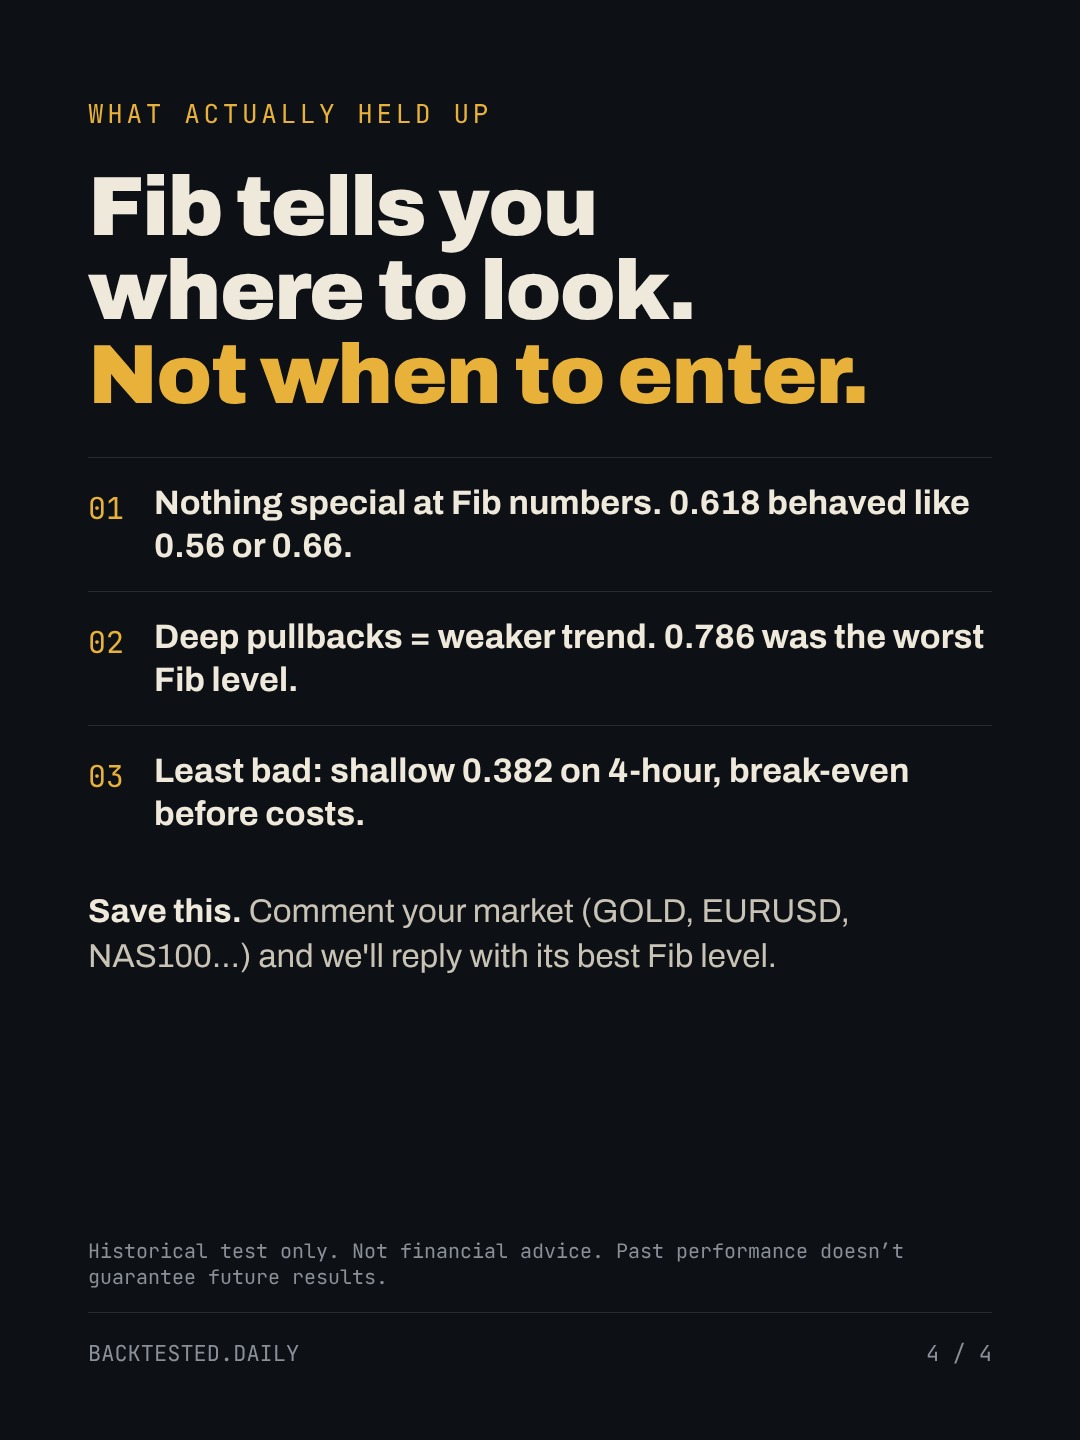 WHAT ACTUALLY HELD UP
Fib tells you
where to look.
Not when to enter.
01 Nothing special at Fib numbers. 0.618 behaved like
0.56 or 0.66.
02 Deep pullbacks = weaker trend. 0.786 was the worst
Fib level.
03 Least bad: shallow 0.382 on 4-hour, break-even
before costs.
Save this. Comment your market (GOLD, EURUSD,
NAS100...) and we'll reply with its best Fib level.
Historical test only. Not financial advice. Past performance doesn’t
guarantee future results.
BACKTESTED.DAILY 4 / 4